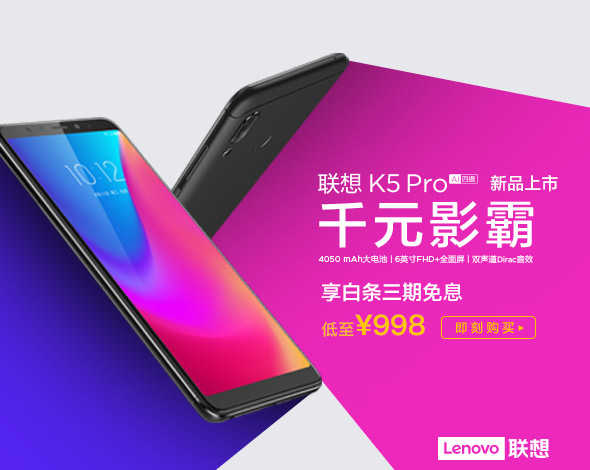 10:12
联想 K5 Pro AI四摄 新品上市
千元影霸
4050 mAh大电池 | 6英寸FHD+全面屏 | 双声道Dirac音效
享白条三期免息
低至¥998 即刻购买▸
Lenovo 联想